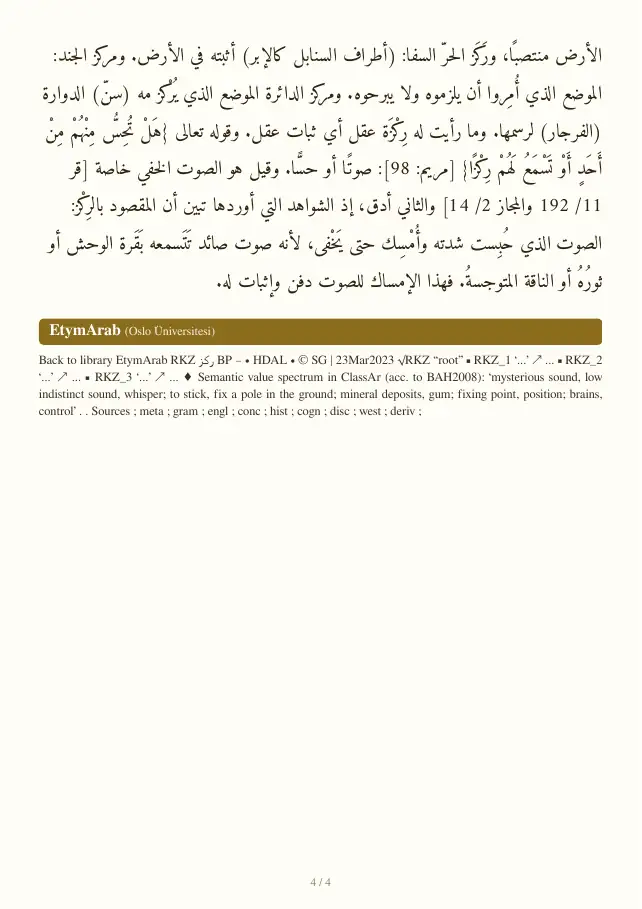 الأرض منتصبًا، ورَكَز الحرّ السفا: (أطراف السنابل كالإبر) أثبته في الأرض. ومركز الجند:
الموضع الذي أُمِروا أن يلزموه ولا يبرحوه. ومركز الدائرة الموضع الذي يُرْكز مه (سنّ) الدوارة
(الفرجار) لرسمها. وما رأيت له رِكْزَة عقل أي ثبات عقل. وقوله تعالى {هَلْ تُحِسُّ مِنْهُمْ مِنْ
أَحَدٍ أَوْ تَسْمَعُ لَهُمْ رِكْزًا} [مريم: 98]: صوتًا أو حسًّا. وقيل هو الصوت الخفي خاصة [قر
11/ 192 والمجاز 2/ 14] والثاني أدق، إذ الشواهد التي أوردها تبين أن المقصود بالرِكْز:
الصوت الذي حُبِست شدته وأُمْسِك حتى يَخْفى، لأنه صوت صائد تَتَسمعه بَقَرة الوحش أو
ثورُهُ أو الناقة المتوجسةُ. فهذا الإمساك للصوت دفن وإثبات له.
EtymArab (Oslo Üniversitesi)
Back to library EtymArab RKZ ركز BP – • HDAL • © SG | 23Mar2023 √RKZ “root” ▪ RKZ_1 ‘...’ ↗ ... ▪ RKZ_2
‘...’ ↗ ... ▪ RKZ_3 ‘...’ ↗ ... ♦ Semantic value spectrum in ClassAr (acc. to BAH2008): ‘mysterious sound, low
indistinct sound, whisper; to stick, fix a pole in the ground; mineral deposits, gum; fixing point, position; brains,
control’ . . Sources ; meta ; gram ; engl ; conc ; hist ; cogn ; disc ; west ; deriv ;
4 / 4